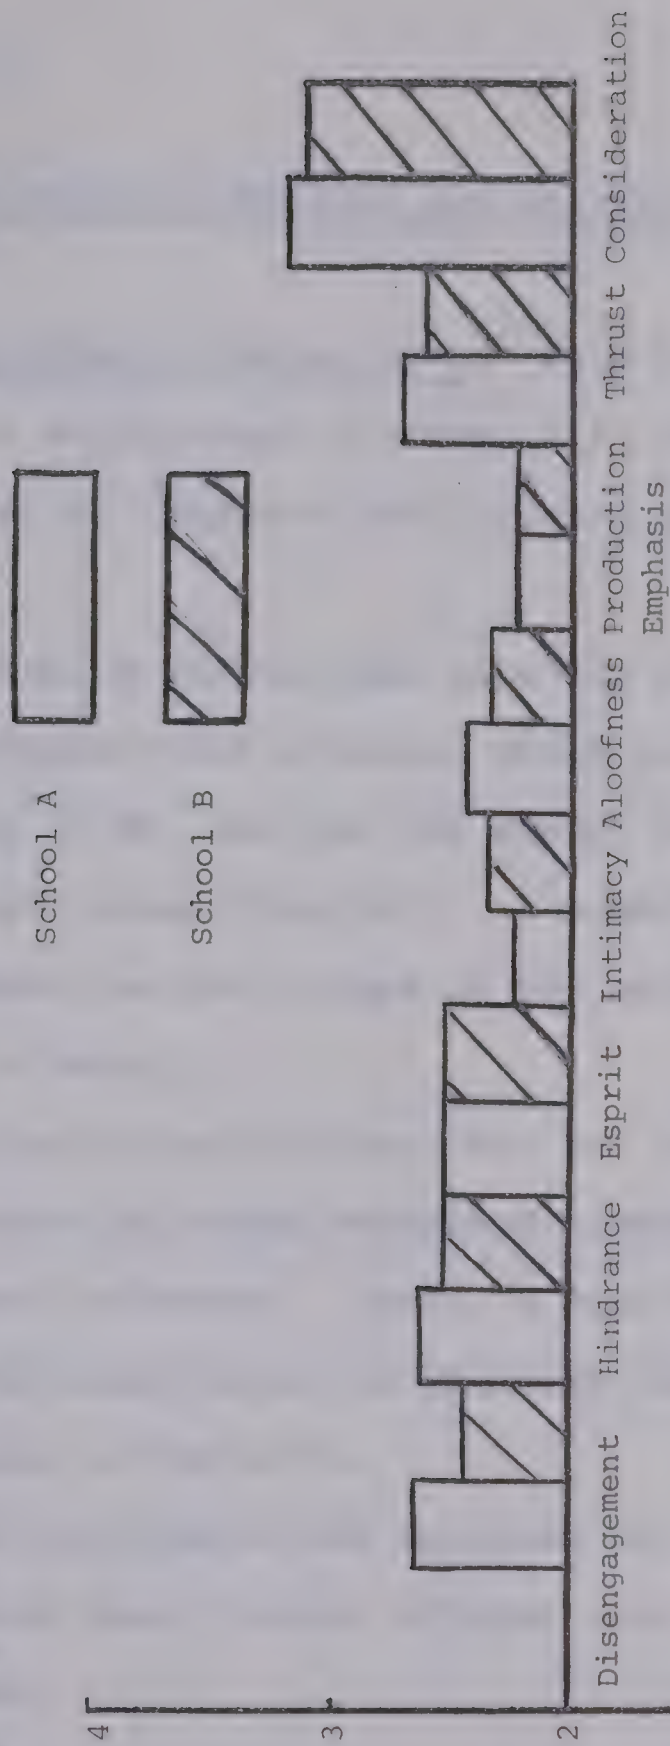 School A
School B
4
3
2
Disengagement Hindrance Esprit Intimacy Aloofness Production Thrust Consideration
Emphasis